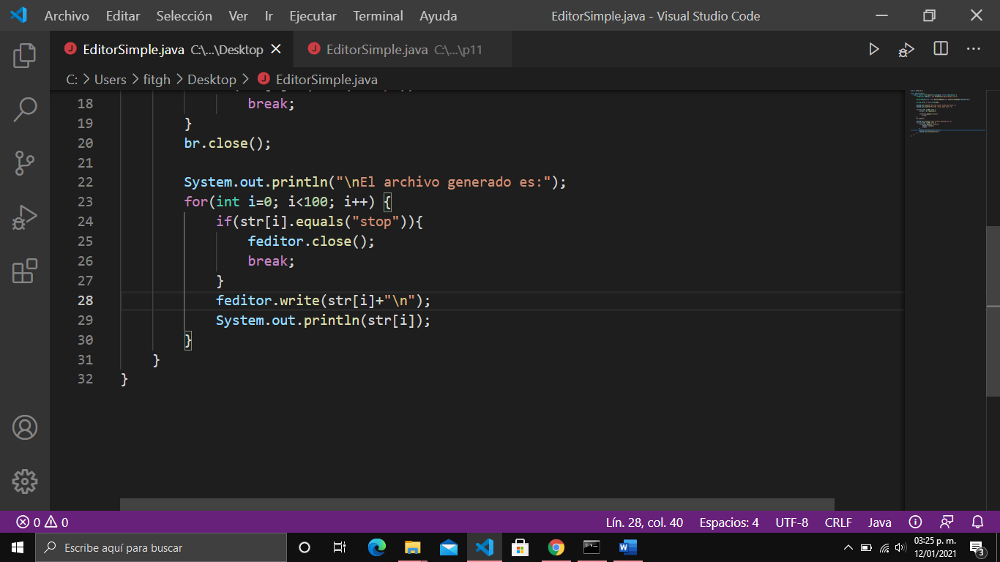 Archivo Editar Selección Ver Ir Ejecutar Terminal Ayuda EditorSimple.java - Visual Studio Code
EditorSimple.java C:\...\Desktop EditorSimple.java C:\...\p11
C: > Users > fitgh > Desktop > EditorSimple.java
18 break;
19 }
20 br.close();
21
22 System.out.println("\nEl archivo generado es:");
23 for(int i=0; i<100; i++) {
24 if(str[i].equals("stop")){
25 feditor.close();
26 break;
27 }
28 feditor.write(str[i]+"\n");
29 System.out.println(str[i]);
30 }
31 }
32 }
0 0 Lín. 28, col. 40 Espacios: 4 UTF-8 CRLF Java
Escribe aquí para buscar
03:25 p. m.
12/01/2021
3